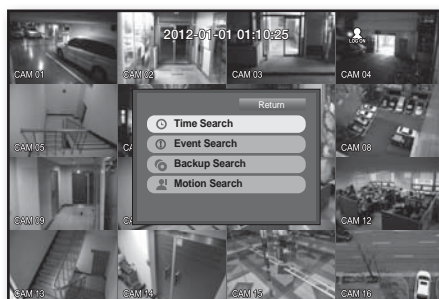 2012-01-01 01:10:25
LOG ON
CAM 01
CAM 02
CAM 03
CAM 04
Return
Time Search
Event Search
Backup Search
Motion Search
CAM 05
CAM 08
CAM 09
CAM 12
CAM 13
CAM 14
CAM 15
CAM 16